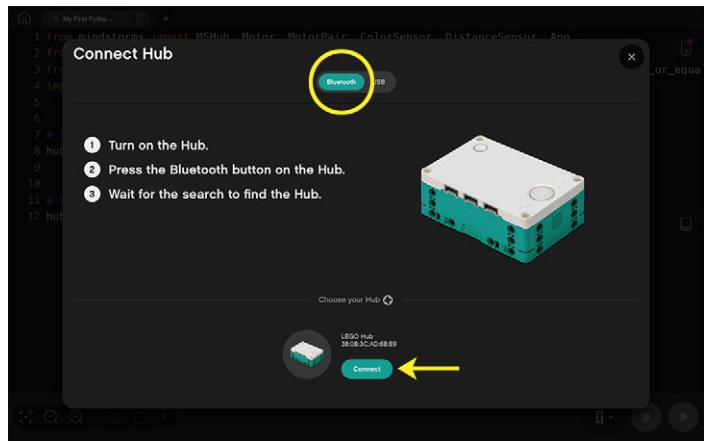 My First Pytho...
1 from mindstorms import MSHub, Motor, MotorPair, ColorSensor, DistanceSensor, App
Connect Hub
2 fr
Bluetooth
3 fr
_or_equal
4 im
5
6
7 #
1 Turn on the Hub.
8 hub
2 Press the Bluetooth button on the Hub.
9
3 Wait for the search to find the Hub.
10
11 #
12 hub
Choose your Hub
LEGO Hub
38:0B:3C:AD:6B:E9
Connect